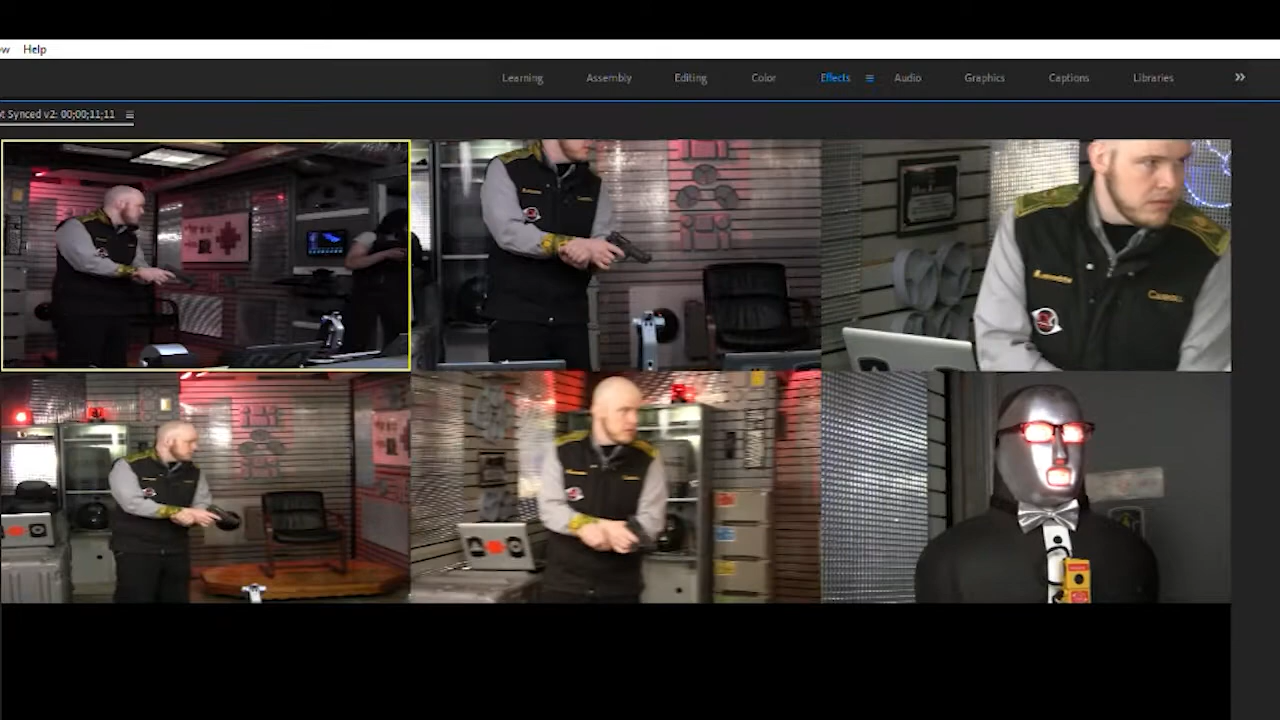 Help
Learning Assembly Editing Color Effects Audio Graphics Captions Libraries
Synced v2: 00;00;11;11